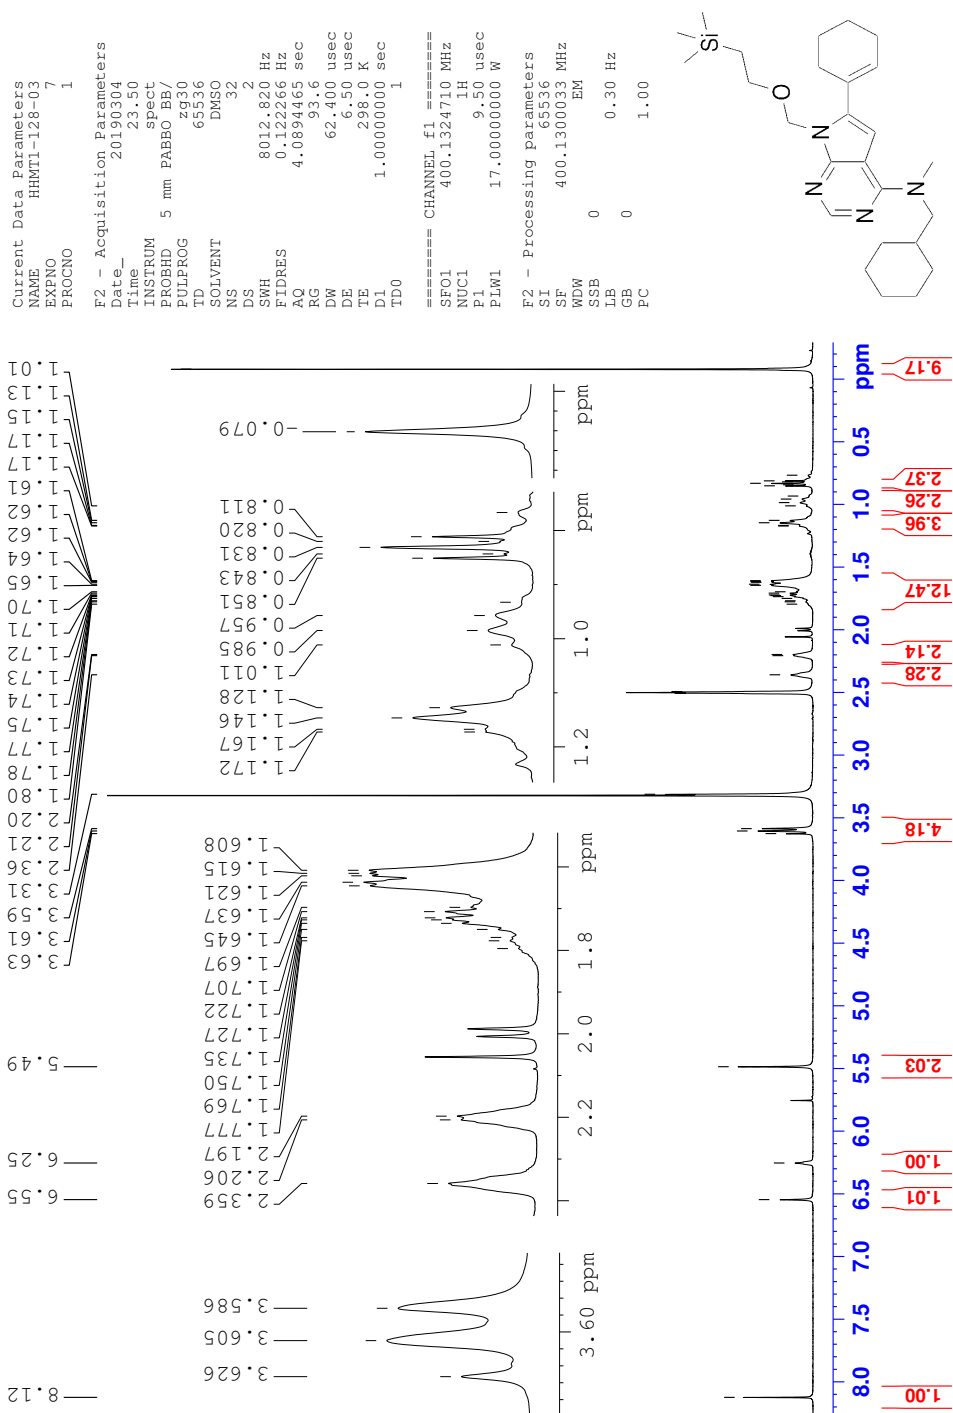 Current Data Parameters
NAME HHMT1-128-03
EXPNO 7
PROCNO 1
F2 - Acquisition Parameters
Date_ 20190304
Time 23.50
INSTRUM spect
PROBHD 5 mm PABBO BB/
PULPROG zg30
TD 65536
SOLVENT DMSO
NS 32
DS 2
SWH 8012.820 Hz
FIDRES 0.122266 Hz
AQ 4.0894465 sec
RG 93.6
DW 62.400 usec
DE 6.50 usec
TE 298.0 K
D1 1.00000000 sec
TD0 1
======== CHANNEL f1 ========
SFO1 400.1324710 MHz
NUC1 1H
P1 9.50 usec
PLW1 17.00000000 W
F2 - Processing parameters
SI 65536
SF 400.1300033 MHz
WDW EM
SSB 0
LB 0.30 Hz
GB 0
PC 1.00
Si
O
N
N
N
N
8.12
6.55
6.25
5.49
3.63
3.61
3.59
3.31
2.36
2.21
2.20
1.80
1.78
1.77
1.75
1.74
1.73
1.72
1.71
1.70
1.65
1.64
1.62
1.62
1.61
1.17
1.17
1.15
1.13
1.01
3.626
3.605
3.586
3.60 ppm
2.359
2.206
2.197
1.777
1.769
1.750
1.735
1.727
1.722
1.707
1.697
1.645
1.637
1.621
1.615
1.608
2.2 2.0 1.8 ppm
1.172
1.167
1.146
1.128
1.011
0.985
0.957
0.851
0.843
0.831
0.820
0.811
1.2 1.0 ppm
-0.079
ppm
8.0 7.5 7.0 6.5 6.0 5.5 5.0 4.5 4.0 3.5 3.0 2.5 2.0 1.5 1.0 0.5 ppm
1.00
1.01
1.00
2.03
4.18
2.28
2.14
12.47
3.96
2.26
2.37
9.17